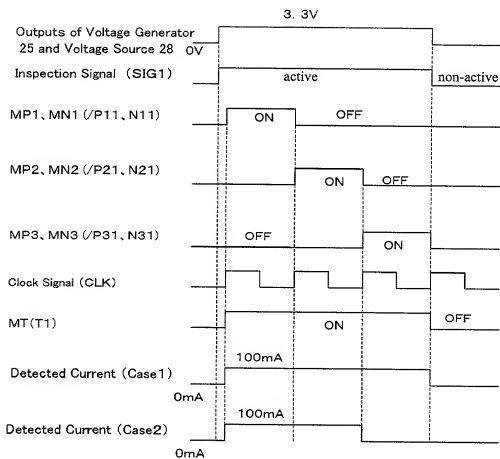 3. 3V
Outputs of Voltage Generator
25 and Voltage Source 28 0V
Inspection Signal (SIG1)
active
non-active
MP1、MN1 (/P11、N11)
ON
OFF
MP2、MN2 (/P21、N21)
ON
OFF
MP3、MN3 (/P31、N31)
OFF
ON
Clock Signal (CLK)
MT(T1)
ON
OFF
100mA
Detected Current (Case1)
0mA
100mA
Detected Current (Case2)
0mA